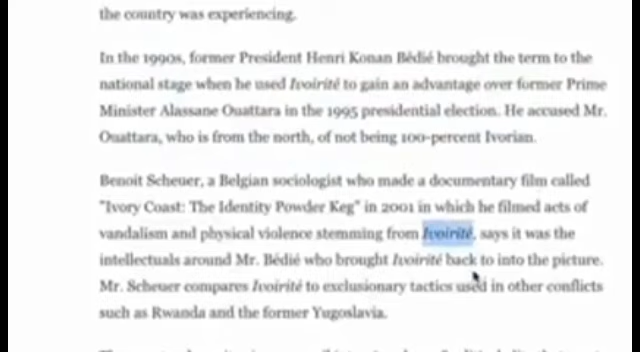 the country was experiencing.
In the 1990s, former President Henri Konan Bédié brought the term to the
national stage when he used Ivoirité to gain an advantage over former Prime
Minister Alassane Ouattara in the 1995 presidential election. He accused Mr.
Ouattara, who is from the north, of not being 100-percent Ivorian.
Benoit Scheuer, a Belgian sociologist who made a documentary film called
"Ivory Coast: The Identity Powder Keg" in 2001 in which he filmed acts of
vandalism and physical violence stemming from Ivoirité, says it was the
intellectuals around Mr. Bédié who brought Ivoirité back to into the picture.
Mr. Scheuer compares Ivoirité to exclusionary tactics used in other conflicts
such as Rwanda and the former Yugoslavia.